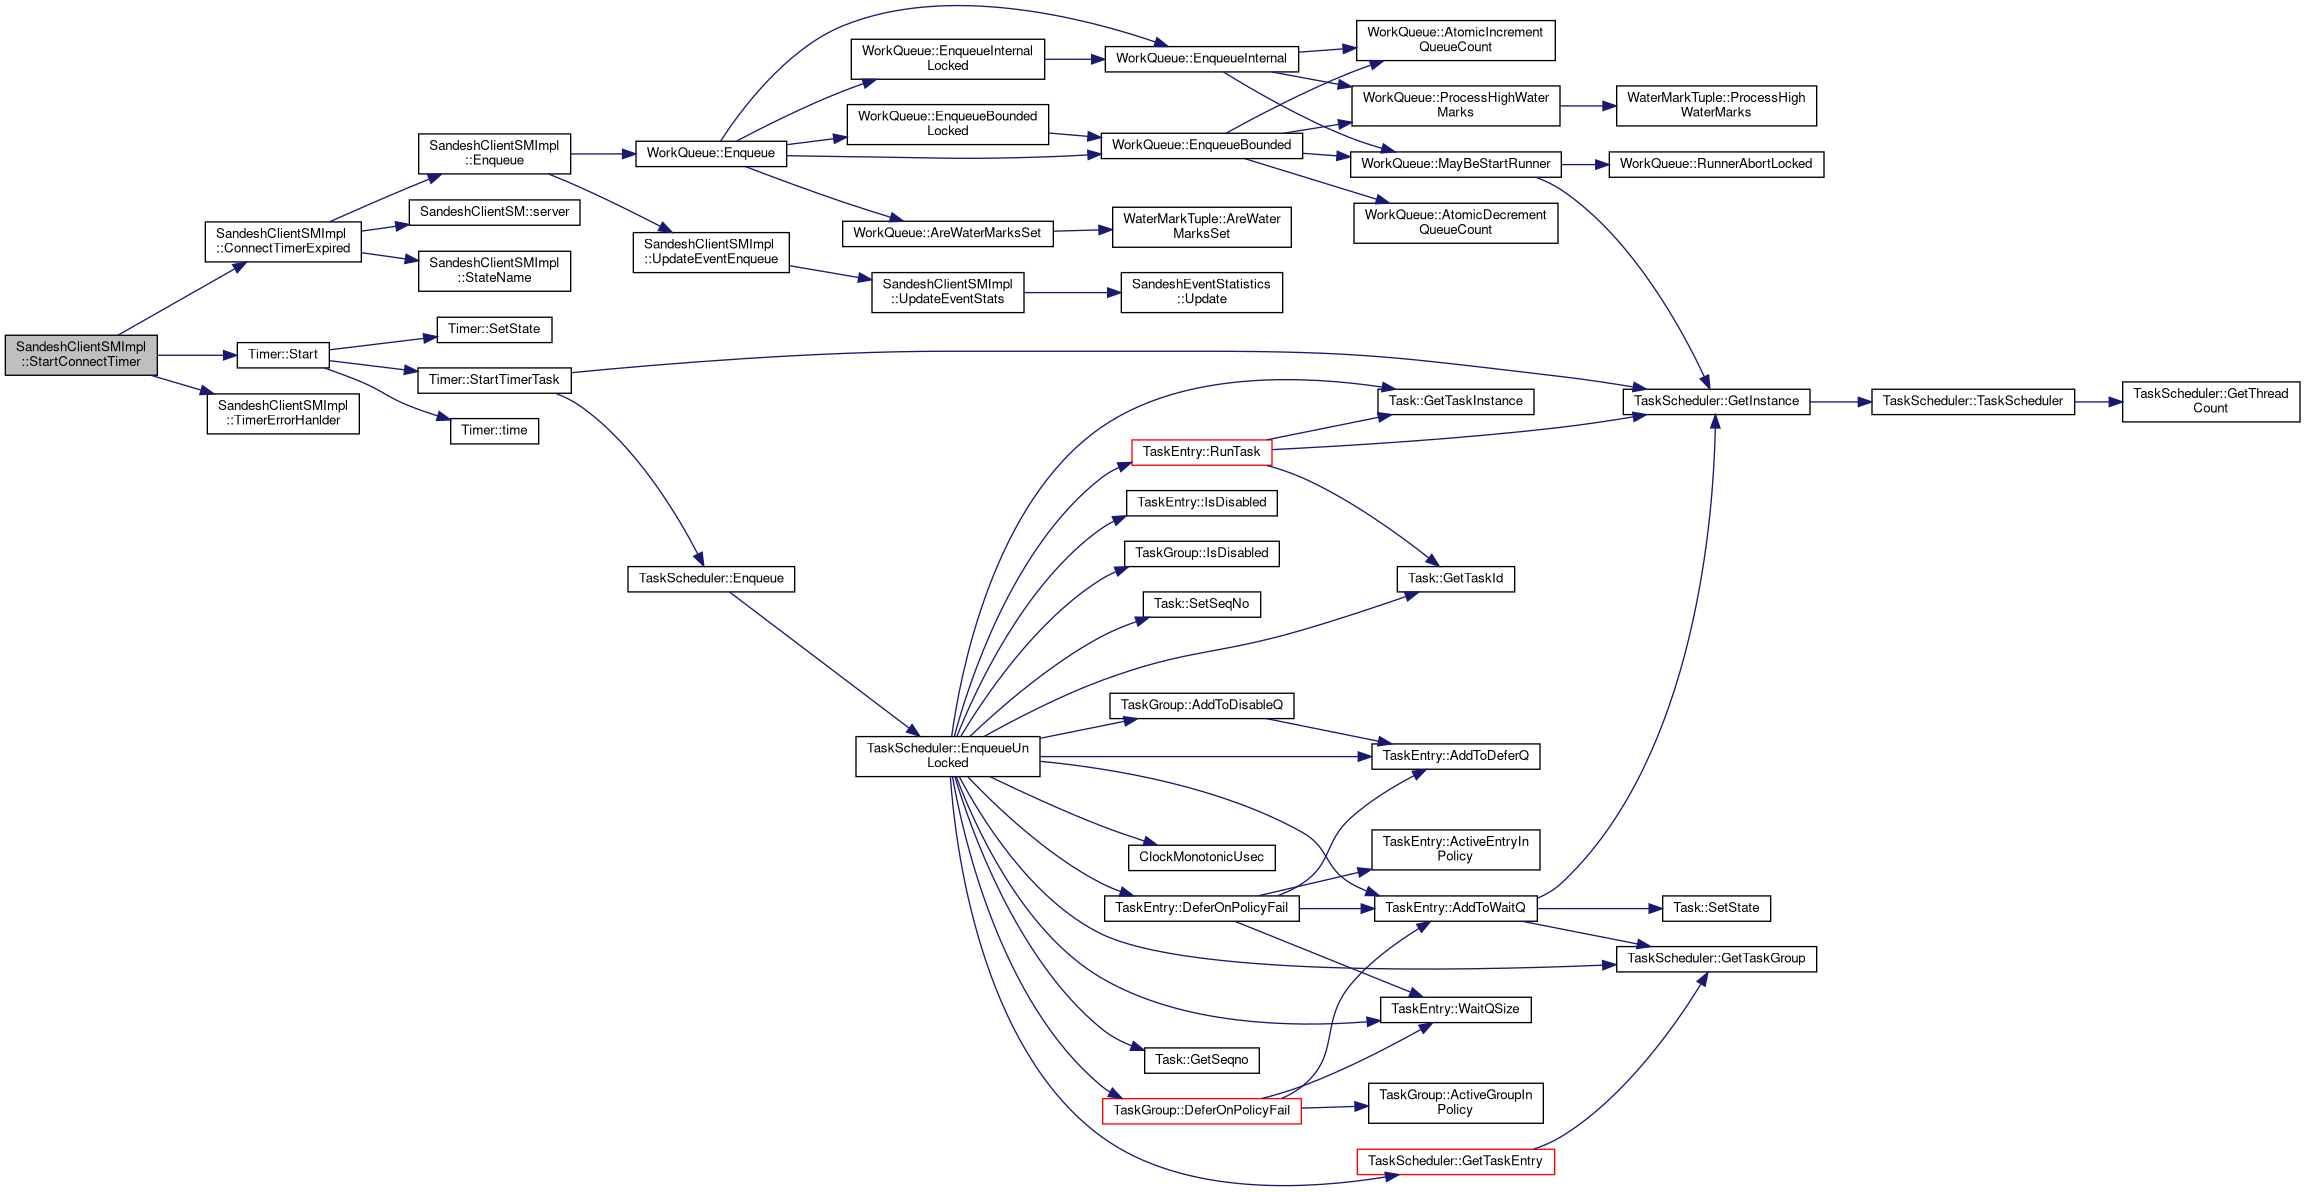 SandeshClientSMImpl
::StartConnectTimer
SandeshClientSMImpl
::ConnectTimerExpired
Timer::Start
SandeshClientSMImpl
::TimerErrorHanlder
SandeshClientSMImpl
::Enqueue
SandeshClientSM::server
SandeshClientSMImpl
::StateName
Timer::SetState
Timer::StartTimerTask
Timer::time
WorkQueue::Enqueue
SandeshClientSMImpl
::UpdateEventEnqueue
TaskScheduler::Enqueue
WorkQueue::EnqueueInternal
Locked
WorkQueue::EnqueueBounded
Locked
WorkQueue::AreWaterMarksSet
SandeshClientSMImpl
::UpdateEventStats
TaskScheduler::EnqueueUn
Locked
WorkQueue::EnqueueInternal
WorkQueue::EnqueueBounded
WaterMarkTuple::AreWater
MarksSet
SandeshEventStatistics
::Update
TaskEntry::RunTask
TaskEntry::IsDisabled
TaskGroup::IsDisabled
Task::SetSeqNo
TaskGroup::AddToDisableQ
ClockMonotonicUsec
TaskEntry::DeferOnPolicyFail
Task::GetSeqno
TaskGroup::DeferOnPolicyFail
WorkQueue::AtomicIncrement
QueueCount
WorkQueue::ProcessHighWater
Marks
WorkQueue::MayBeStartRunner
WorkQueue::AtomicDecrement
QueueCount
Task::GetTaskInstance
Task::GetTaskId
TaskEntry::AddToDeferQ
TaskEntry::ActiveEntryIn
Policy
TaskEntry::AddToWaitQ
TaskEntry::WaitQSize
TaskGroup::ActiveGroupIn
Policy
TaskScheduler::GetTaskEntry
WaterMarkTuple::ProcessHigh
WaterMarks
WorkQueue::RunnerAbortLocked
TaskScheduler::GetInstance
Task::SetState
TaskScheduler::GetTaskGroup
TaskScheduler::TaskScheduler
TaskScheduler::GetThread
Count